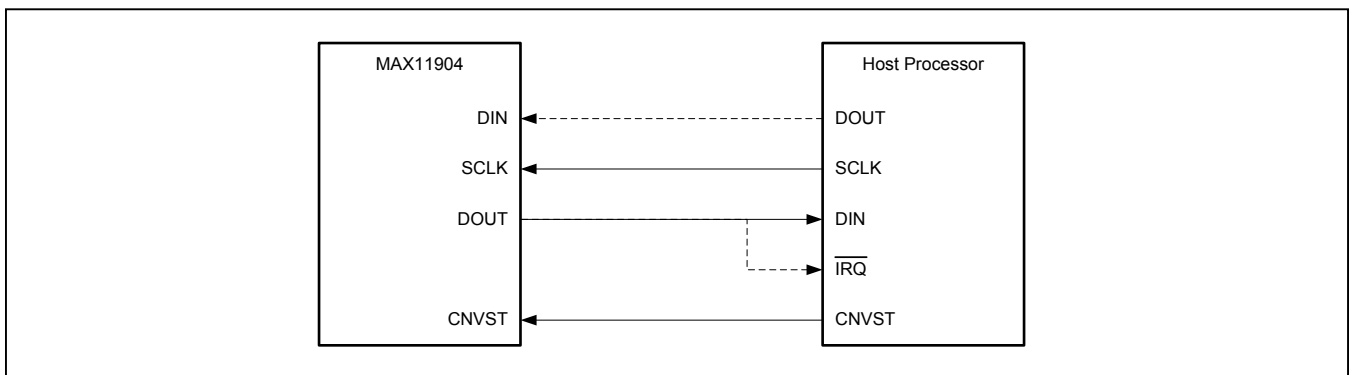 MAX11904
Host Processor
DIN
DOUT
SCLK
SCLK
DOUT
DIN
IRQ
CNVST
CNVST